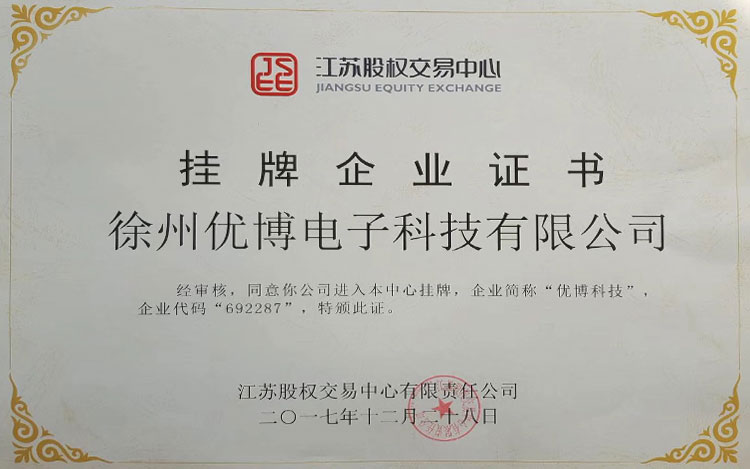 JS
EE
江苏股权交易中心
JIANGSU EQUITY EXCHANGE
挂牌企业证书
徐州优博电子科技有限公司
经审核，同意你公司进入本中心挂牌，企业简称“优博科技”，
企业代码“692287”，特颁此证。
江苏股权交易中心有限责任公司
二〇一七年十二月二十八日